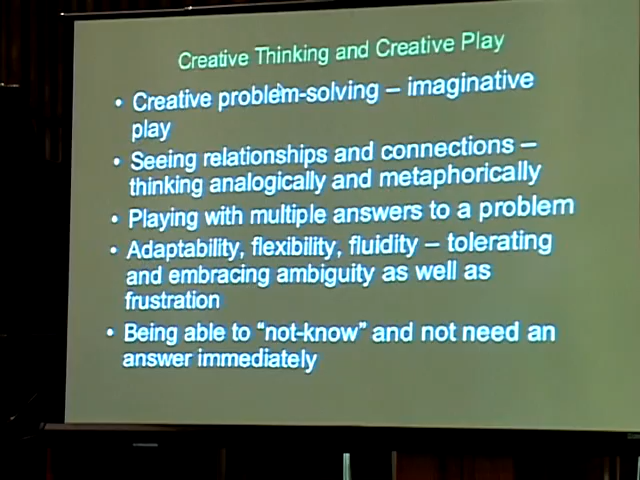 Creative Thinking and Creative Play
• Creative problem-solving – imaginative
play
• Seeing relationships and connections –
thinking analogically and metaphorically
• Playing with multiple answers to a problem
• Adaptability, flexibility, fluidity – tolerating
and embracing ambiguity as well as
frustration
• Being able to “not-know” and not need an
answer immediately